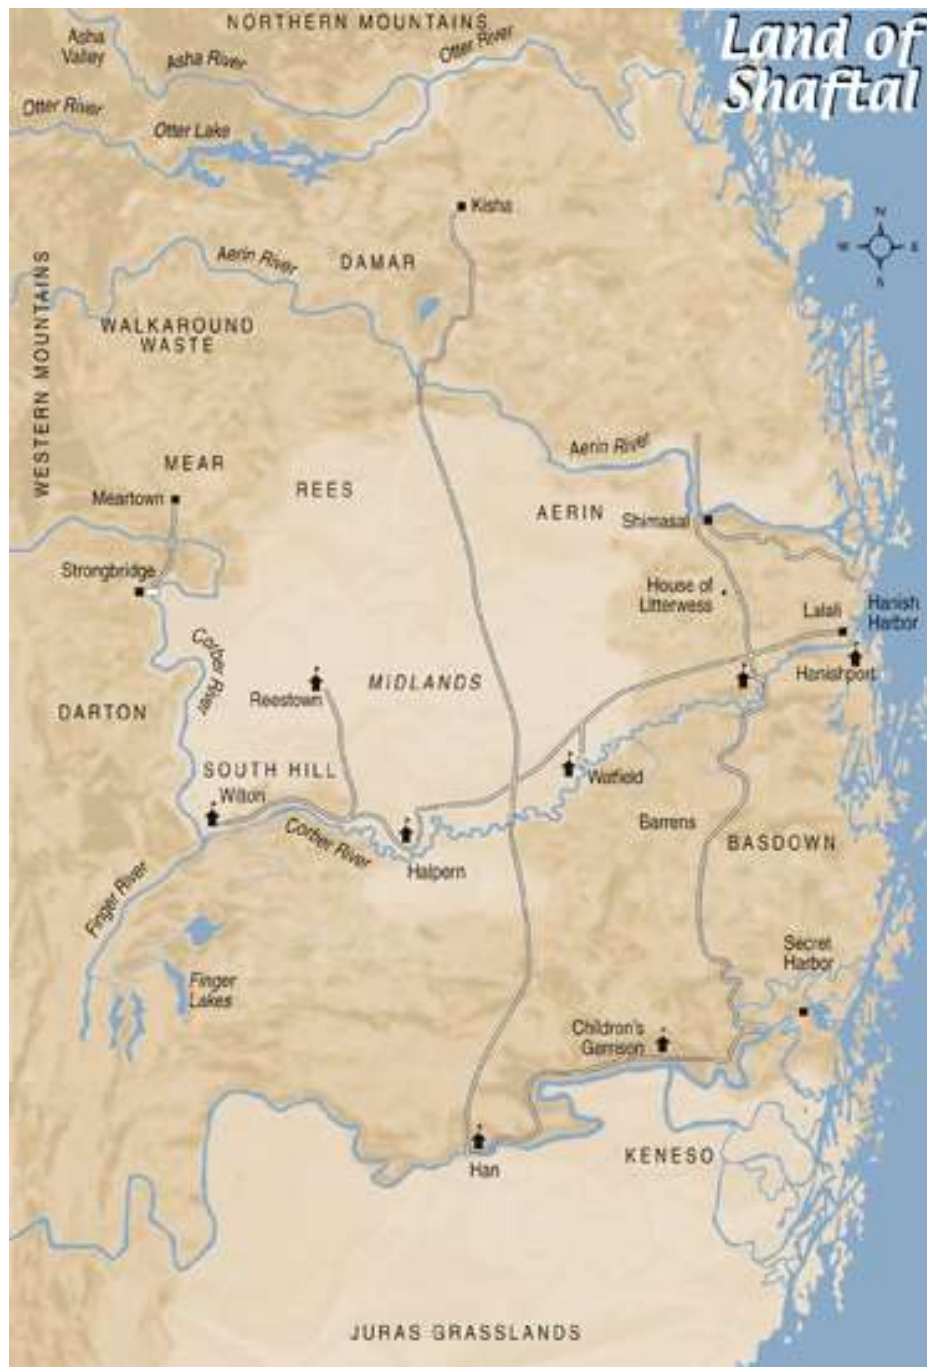 Land of
Shaftal
NORTHERN MOUNTAINS
Asha
Valley
Asha River
Otter River
Otter River
Otter Lake
Kisha
N
W
E
S
Aerin River
DAMAR
WESTERN MOUNTAINS
WALKAROUND
WASTE
MEAR
Meartown
REES
Aerin River
AERIN
Shimasal
Strongbridge
House of
Litterwess
Lalali
Hanish
Harbor
Corber River
Reestown
MIDLANDS
Hanishport
DARTON
SOUTH HILL
Wilton
Watfield
Corber River
Halpern
Barrens
BASDOWN
Finger River
Finger
Lakes
Secret
Harbor
Children's
Garrison
Han
KENESO
JURAS GRASSLANDS